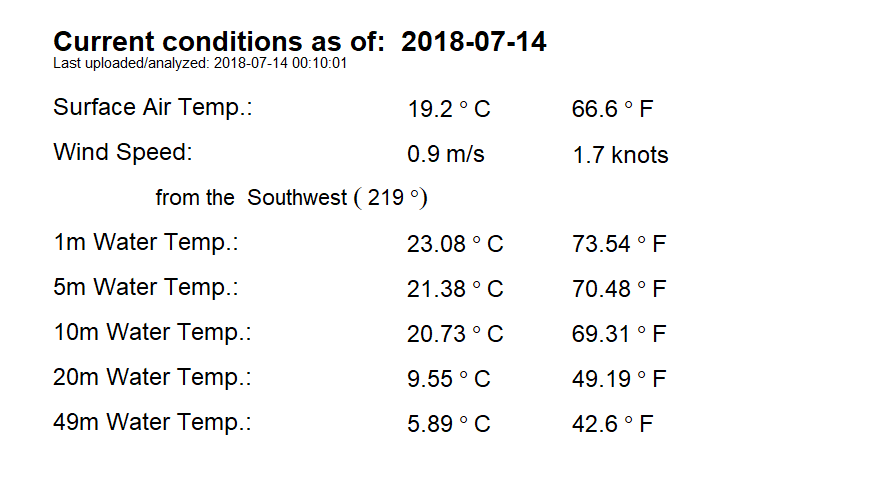 Current conditions as of: 2018-07-14
Last uploaded/analyzed: 2018-07-14 00:10:01
Surface Air Temp.: 19.2 ° C 66.6 ° F
Wind Speed: 0.9 m/s 1.7 knots
from the Southwest ( 219 °)
1m Water Temp.: 23.08 ° C 73.54 ° F
5m Water Temp.: 21.38 ° C 70.48 ° F
10m Water Temp.: 20.73 ° C 69.31 ° F
20m Water Temp.: 9.55 ° C 49.19 ° F
49m Water Temp.: 5.89 ° C 42.6 ° F